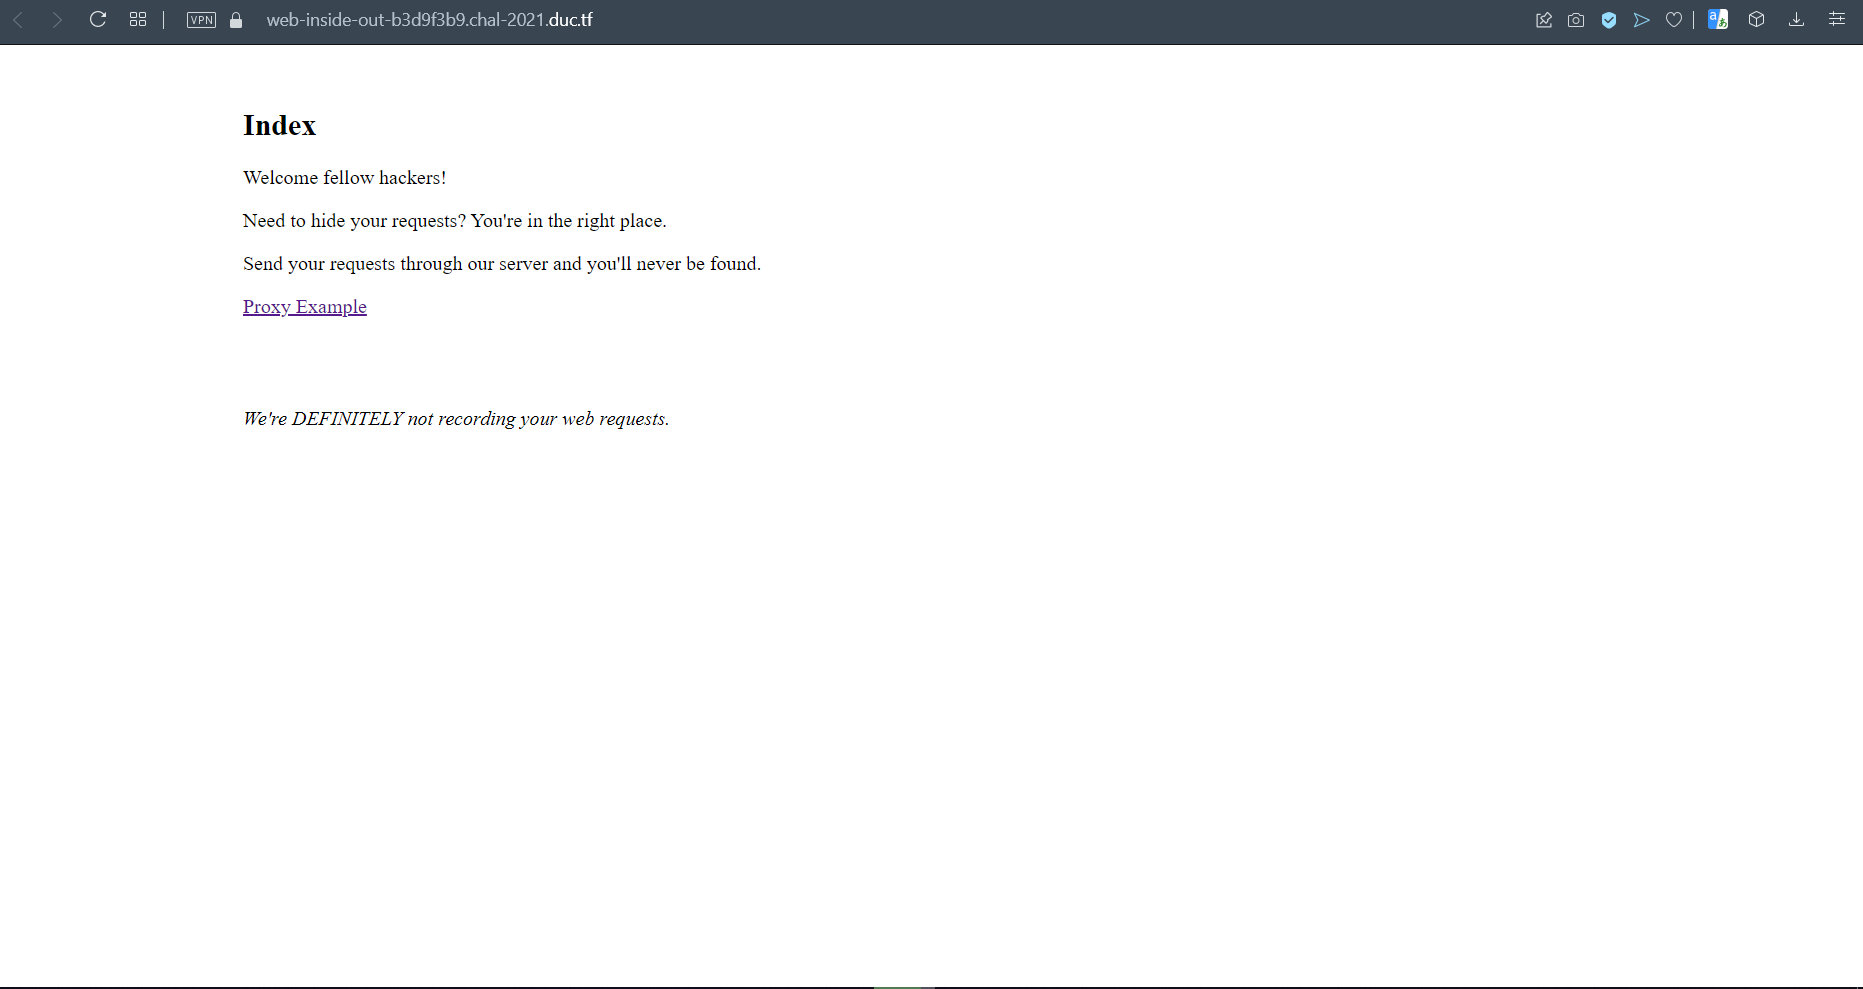 VPN web-inside-out-b3d9f3b9.chal-2021.duc.tf
Index
Welcome fellow hackers!
Need to hide your requests? You're in the right place.
Send your requests through our server and you'll never be found.
Proxy Example
We're DEFINITELY not recording your web requests.